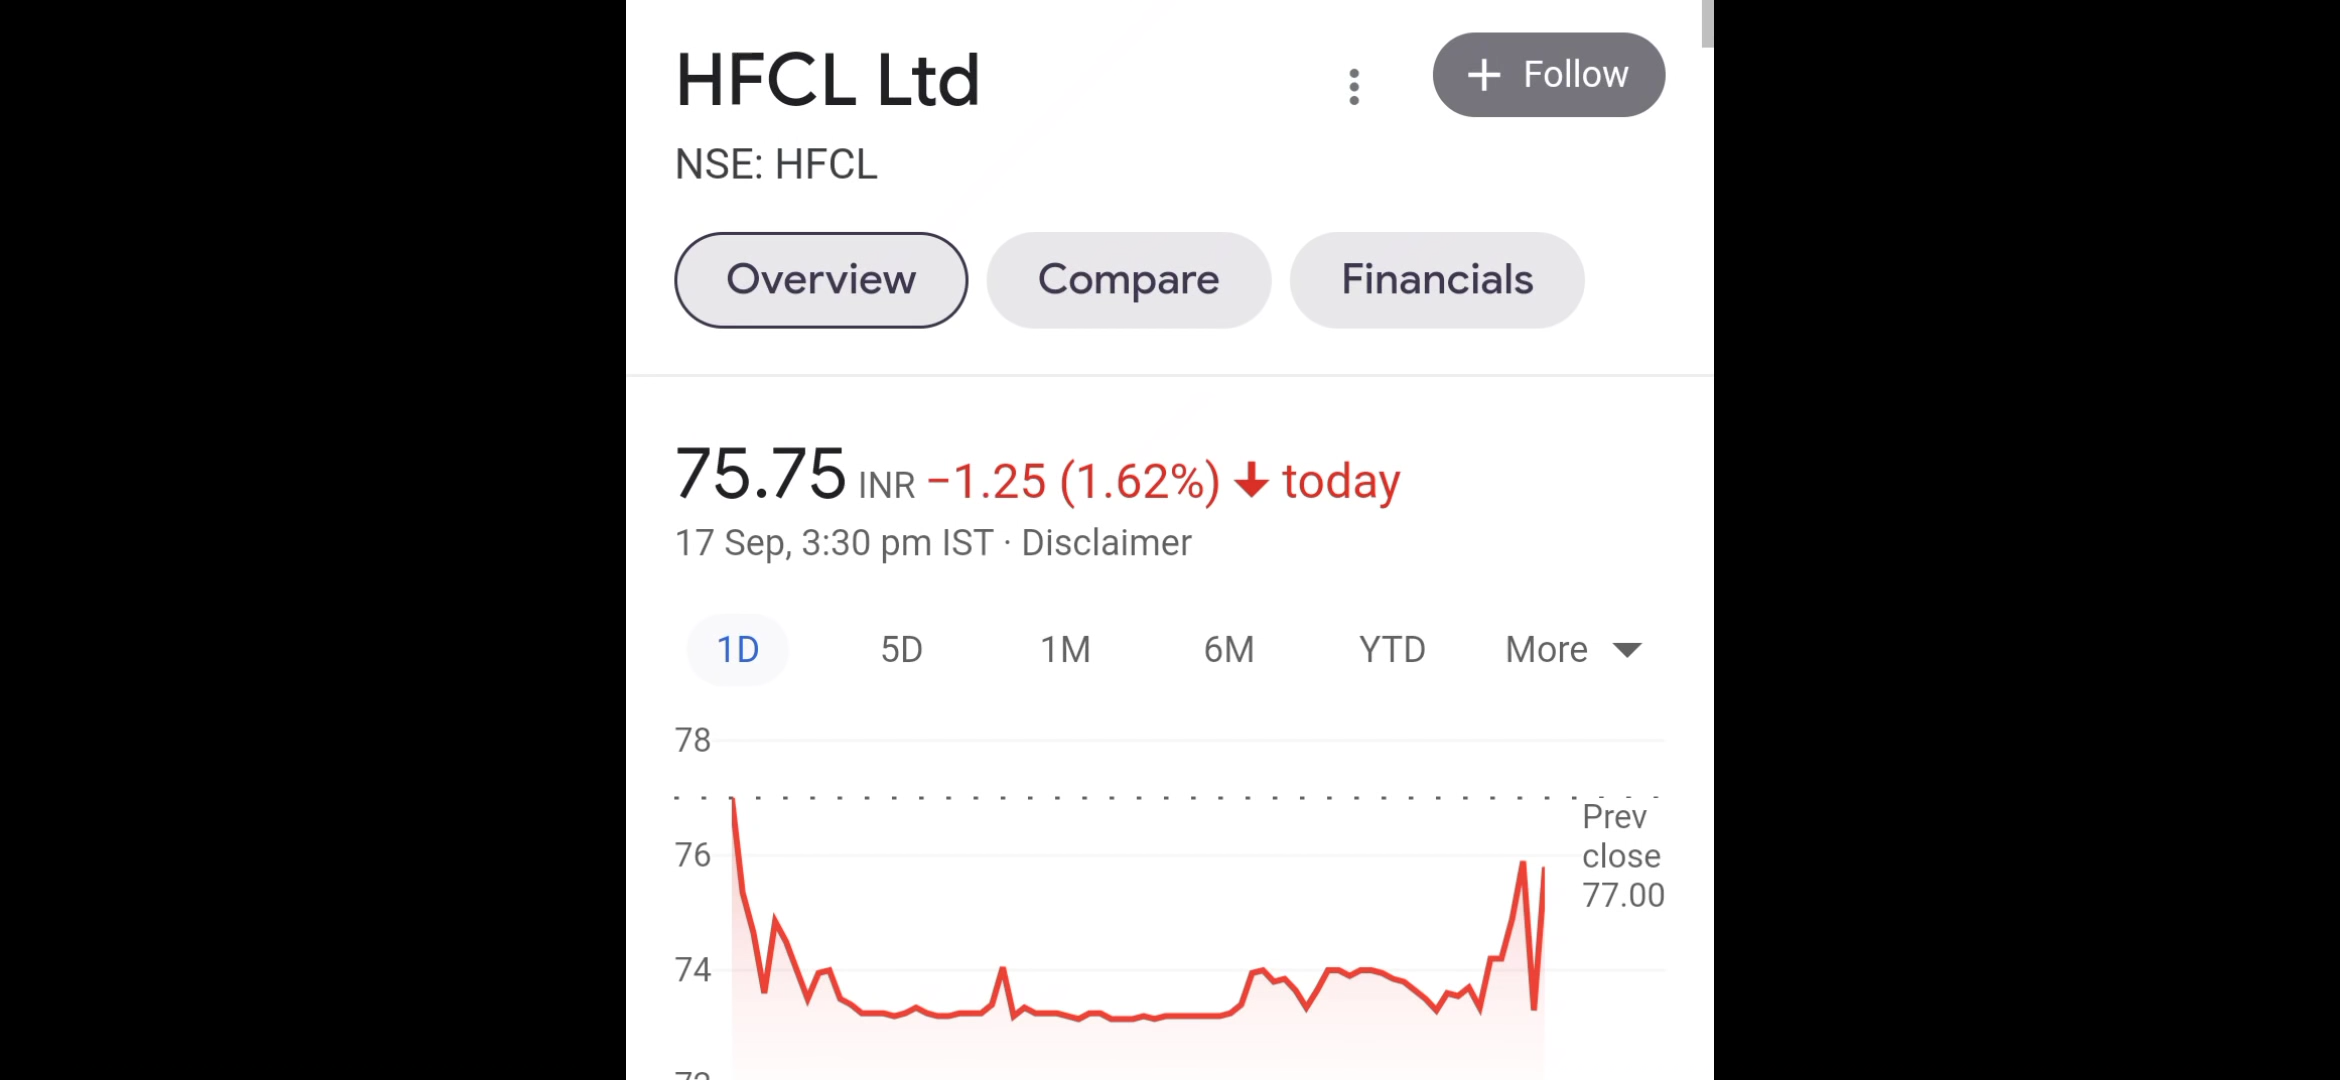 HFCL Ltd
Follow
NSE: HFCL
Overview Compare Financials
75.75 INR −1.25 (1.62%) today
17 Sep, 3:30 pm IST · Disclaimer
1D 5D 1M 6M YTD More
78
Prev
close
77.00
76
74